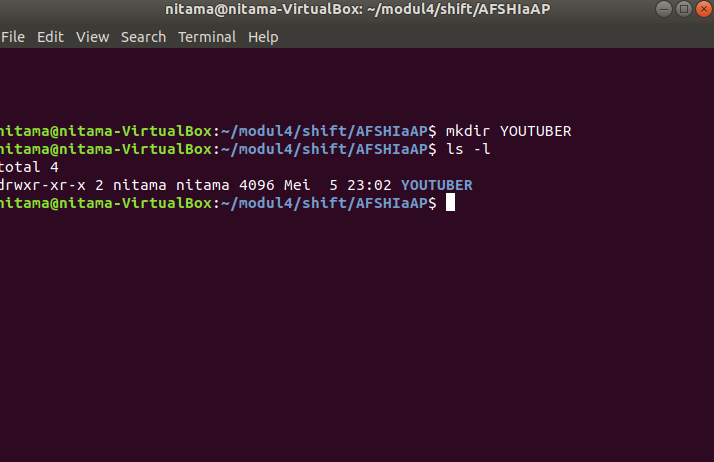 nitama@nitama-VirtualBox: ~/modul4/shift/AFSHIaAP
File Edit View Search Terminal Help
nitama@nitama-VirtualBox:~/modul4/shift/AFSHIaAP$ mkdir YOUTUBER
nitama@nitama-VirtualBox:~/modul4/shift/AFSHIaAP$ ls -l
total 4
drwxr-xr-x 2 nitama nitama 4096 Mei  5 23:02 YOUTUBER
nitama@nitama-VirtualBox:~/modul4/shift/AFSHIaAP$